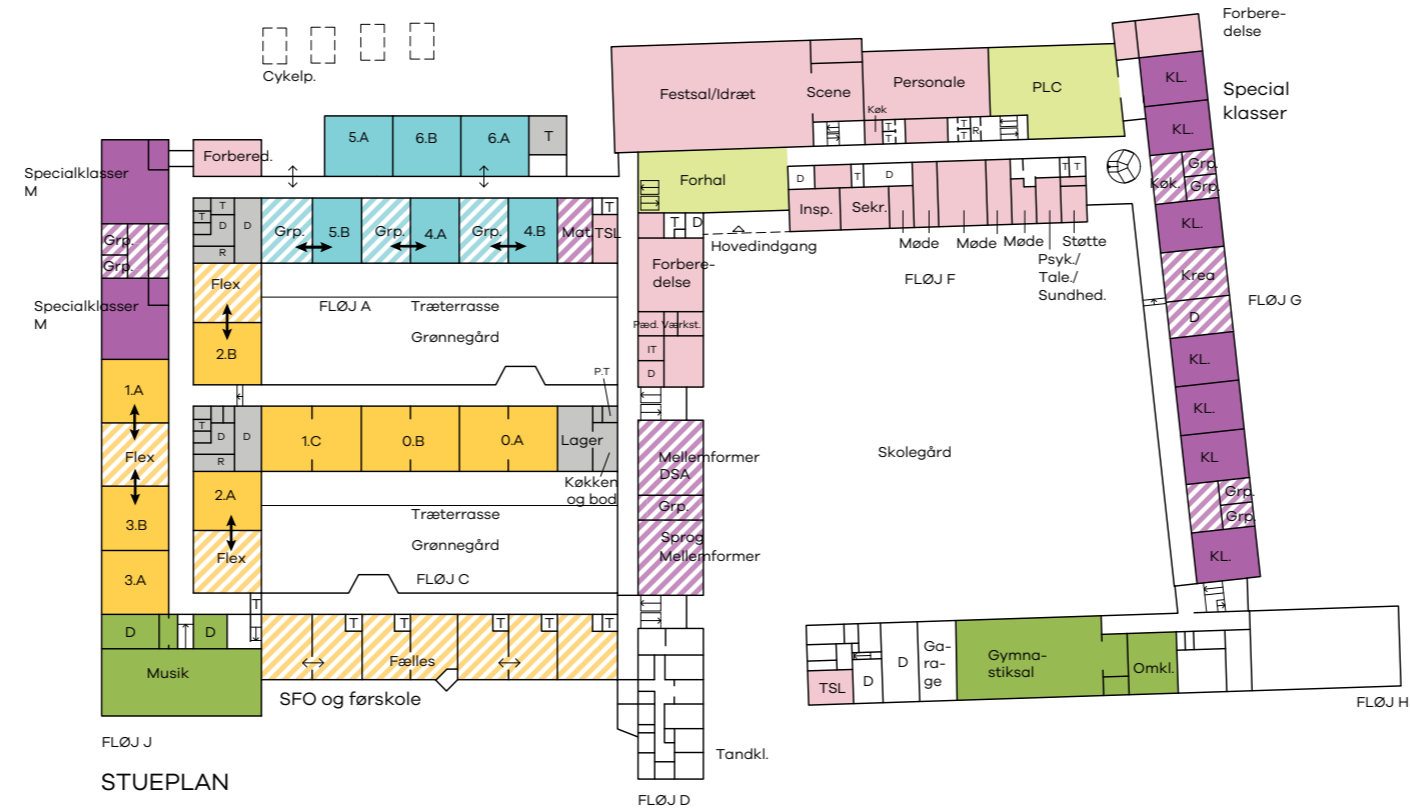 Forbere-
delse
Cykelp.
Festsal/Idræt
Scene
Personale
PLC
KL.
Special
klasser
Køk
T
T
T
T
R
5.A
6.B
6.A
T
KL.
Specialklasser
M
Forbered.
Forhal
D
T
D
T
T
Grp.
Køk.
Grp.
Insp.
Sekr.
T
T
D
D
R
Grp.
5.B
Grp.
4.A
Grp.
4.B
Mat.
T
TSL
T
D
Hovedindgang
Møde
Møde
Møde
Støtte
Psyk./
Tale./
Sundhed.
KL.
Grp.
Grp.
Forbere-
delse
FLØJ F
Krea
FLØJ G
Flex
FLØJ A
Træterrasse
Grønnegård
Specialklasser
M
Pæd.
Værkst.
D
2.B
IT
D
P.T
KL.
1.A
T
D
D
R
1.C
0.B
0.A
Lager
KL.
Flex
Mellemformer
DSA
Skolegård
KL
Køkken
og bod
2.A
Træterrasse
Grp.
Grp.
Grp.
3.B
Flex
Grønnegård
Sprog
Mellemformer
KL.
3.A
FLØJ C
T
D
D
T
T
T
T
T
Fælles
Musik
SFO og førskole
D
D
Ga-
ra-
ge
Gymna-
stiksal
Omkl.
TSL
FLØJ H
FLØJ J
Tandkl.
STUEPLAN
FLØJ D